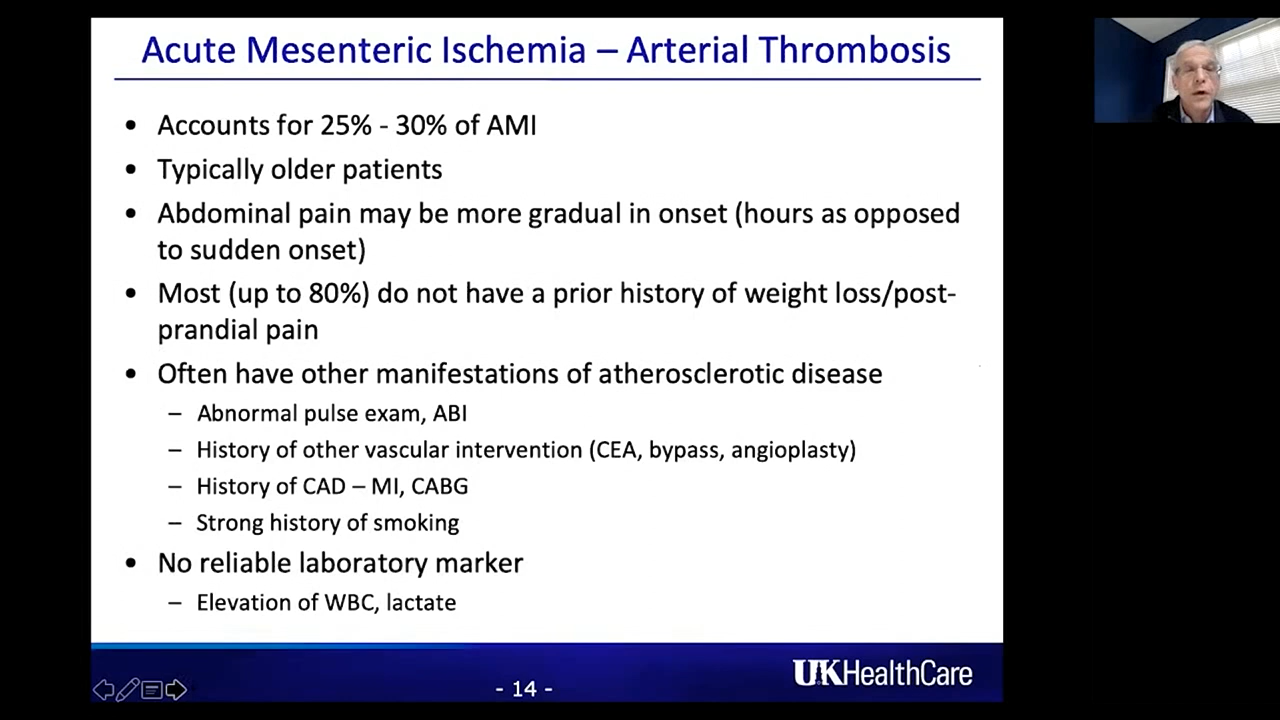 Acute Mesenteric Ischemia – Arterial Thrombosis
• Accounts for 25% - 30% of AMI
• Typically older patients
• Abdominal pain may be more gradual in onset (hours as opposed
to sudden onset)
• Most (up to 80%) do not have a prior history of weight loss/post-
prandial pain
• Often have other manifestations of atherosclerotic disease
– Abnormal pulse exam, ABI
– History of other vascular intervention (CEA, bypass, angioplasty)
– History of CAD – MI, CABG
– Strong history of smoking
• No reliable laboratory marker
– Elevation of WBC, lactate
- 14 -
UKHealthCare